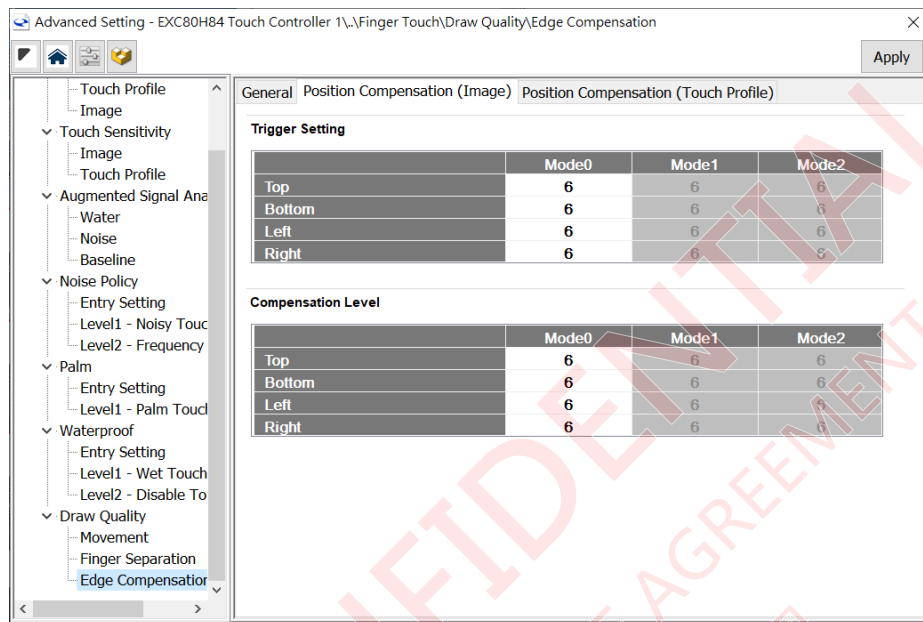 Advanced Setting - EXC80H84 Touch Controller 1\..\Finger Touch\Draw Quality\Edge Compensation
Apply
Touch Profile
Image
Touch Sensitivity
Image
Touch Profile
Augmented Signal Ana
Water
Noise
Baseline
Noise Policy
Entry Setting
Level1 - Noisy Touc
Level2 - Frequency
Palm
Entry Setting
Level1 - Palm Toucl
Waterproof
Entry Setting
Level1 - Wet Touch
Level2 - Disable To
Draw Quality
Movement
Finger Separation
Edge Compensation
General Position Compensation (Image) Position Compensation (Touch Profile)
Trigger Setting
Mode0 Mode1 Mode2
Top 6 6 6
Bottom 6 6 6
Left 6 6 6
Right 6 6 6
Compensation Level
Mode0 Mode1 Mode2
Top 6 6 6
Bottom 6 6 6
Left 6 6 6
Right 6 6 6
NFIDENTIAL
AGREEMENT